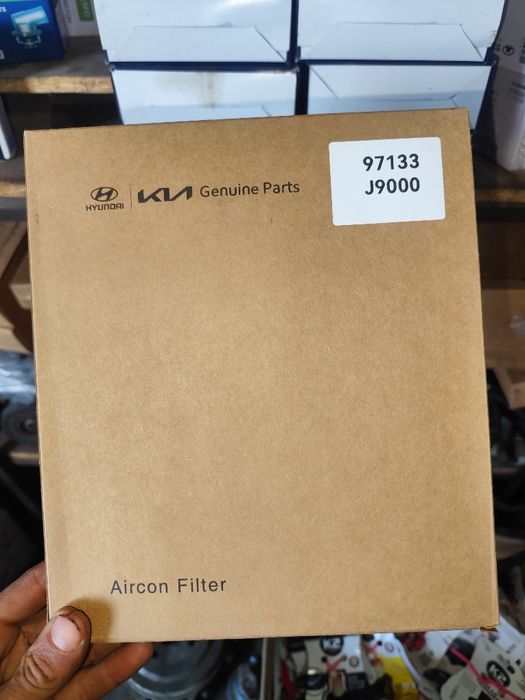 97133
J9000
HYUNDAI KIA Genuine Parts
Aircon Filter